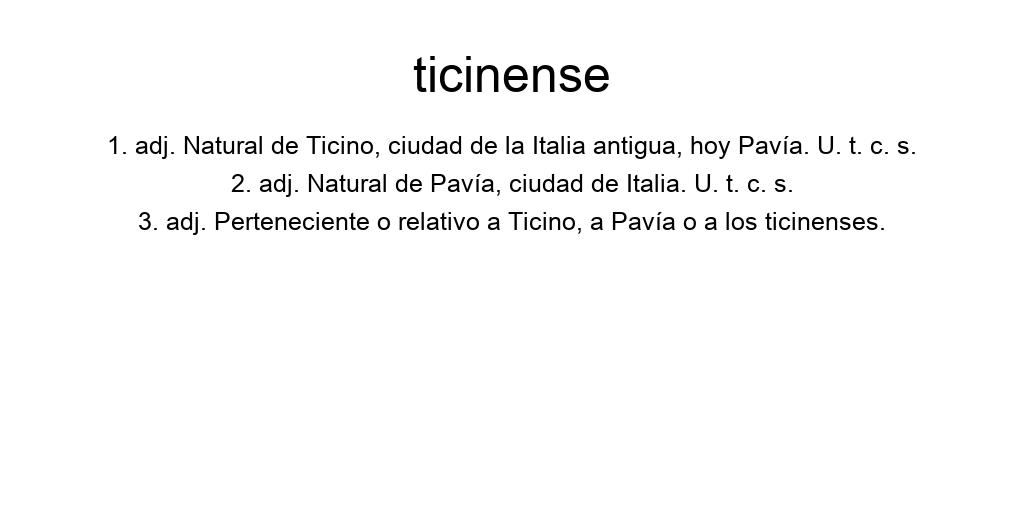 ticinense
1. adj. Natural de Ticino, ciudad de la Italia antigua, hoy Pavía. U. t. c. s.
2. adj. Natural de Pavía, ciudad de Italia. U. t. c. s.
3. adj. Perteneciente o relativo a Ticino, a Pavía o a los ticinenses.